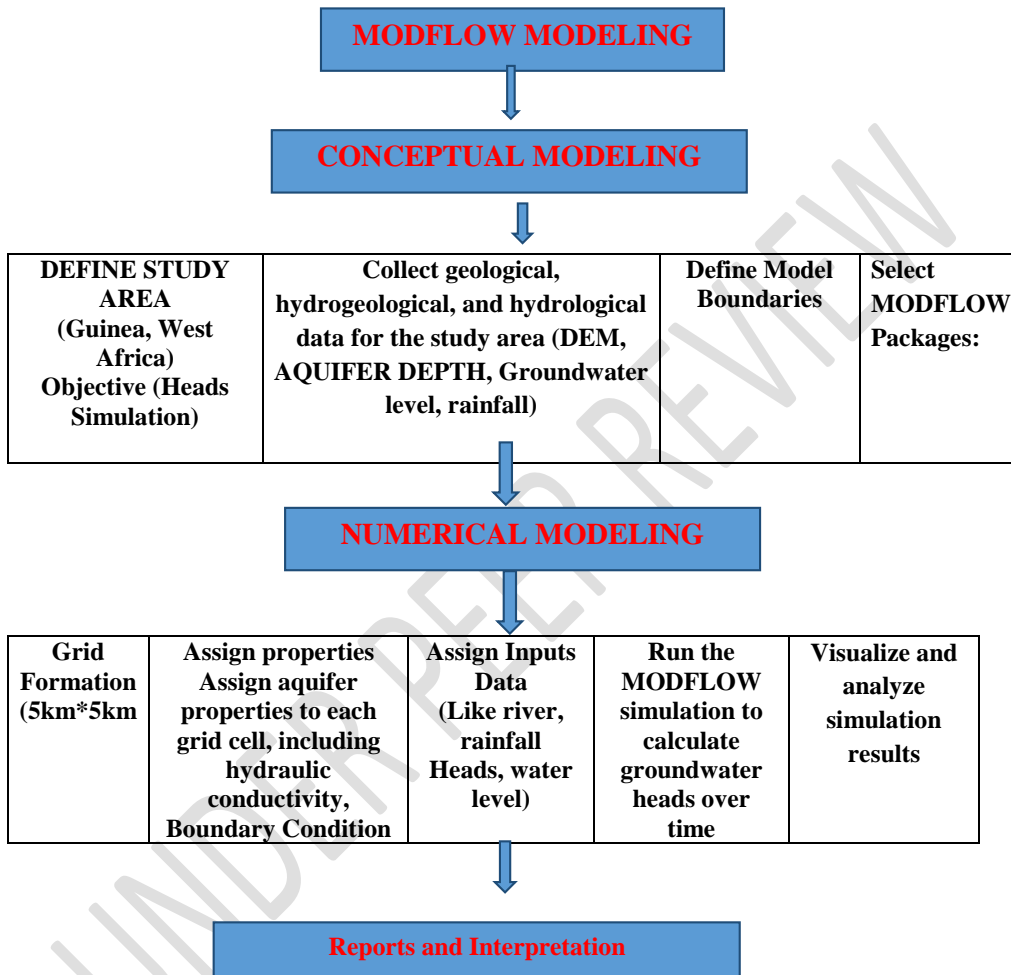 MODFLOW MODELING
CONCEPTUAL MODELING
DEFINE STUDY
AREA
(Guinea, West
Africa)
Objective (Heads
Simulation)
Collect geological,
hydrogeological, and hydrological
data for the study area (DEM,
AQUIFER DEPTH, Groundwater
level, rainfall)
Define Model
Boundaries
Select
MODFLOW
Packages:
NUMERICAL MODELING
Grid
Formation
(5km*5km
Assign properties
Assign aquifer
properties to each
grid cell, including
hydraulic
conductivity,
Boundary Condition
Assign Inputs
Data
(Like river,
rainfall
Heads, water
level)
Run the
MODFLOW
simulation to
calculate
groundwater
heads over
time
Visualize and
analyze
simulation
results
Reports and Interpretation
UNDER PEER REVIEW